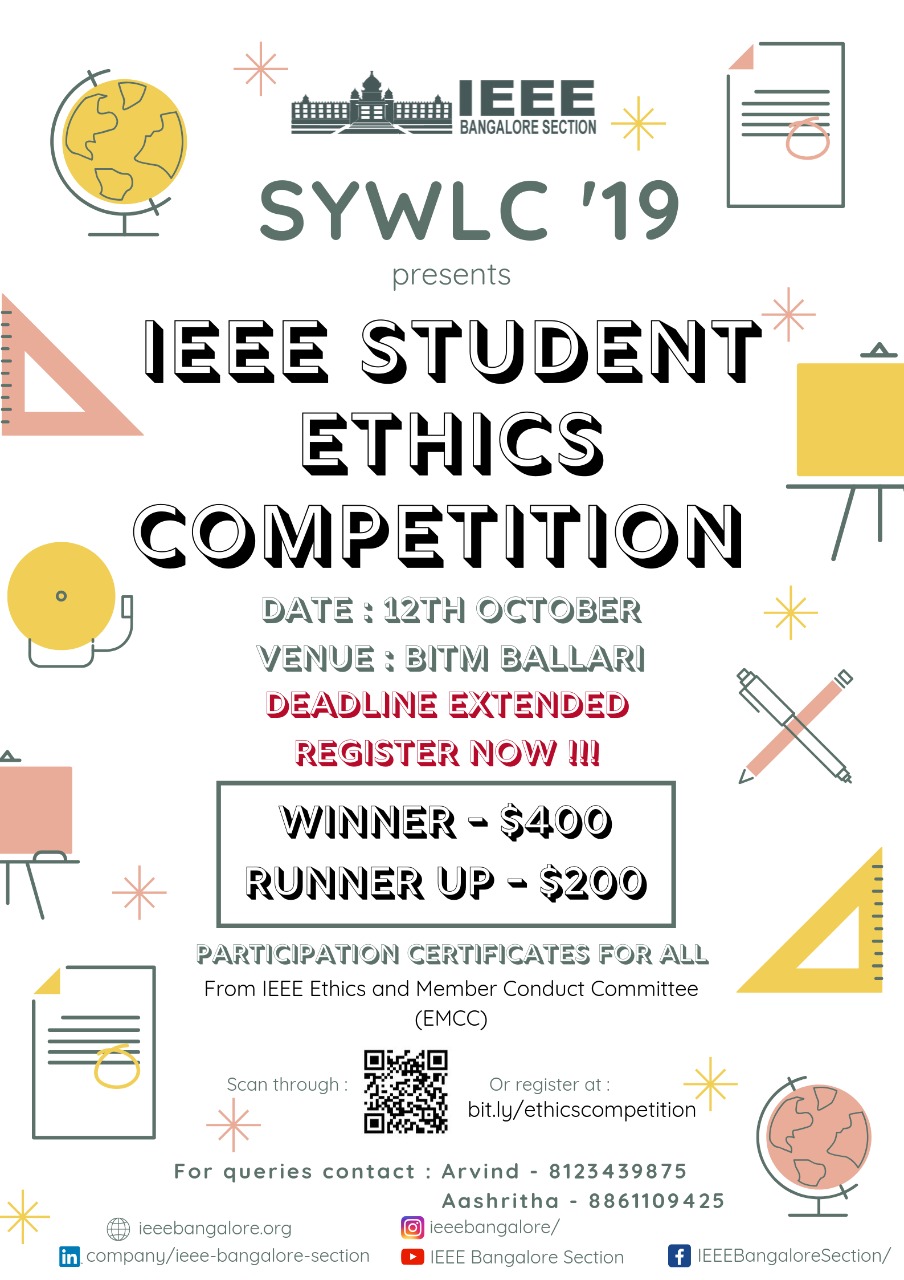 IEEE
BANGALORE SECTION
SYWLC '19
presents
IEEE STUDENT
ETHICS
COMPETITION
DATE : 12TH OCTOBER
VENUE : BITM BALLARI
DEADLINE EXTENDED
REGISTER NOW !!!
WINNER - $400
RUNNER UP - $200
PARTICIPATION CERTIFICATES FOR ALL
From IEEE Ethics and Member Conduct Committee
(EMCC)
Scan through :
Or register at :
bit.ly/ethicscompetition
For queries contact : Arvind - 8123439875
Aashritha - 8861109425
ieeebangalore.org
ieeebangalore/
company/ieee-bangalore-section
IEEE Bangalore Section
IEEEBangaloreSection/